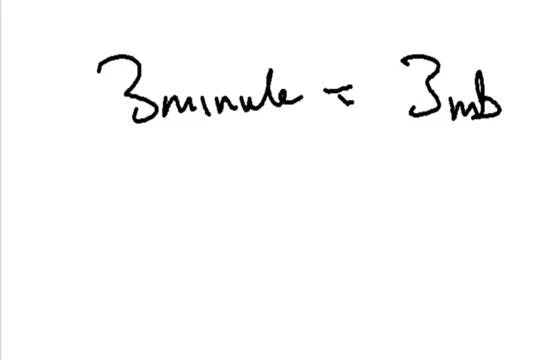 3minute = 3mb